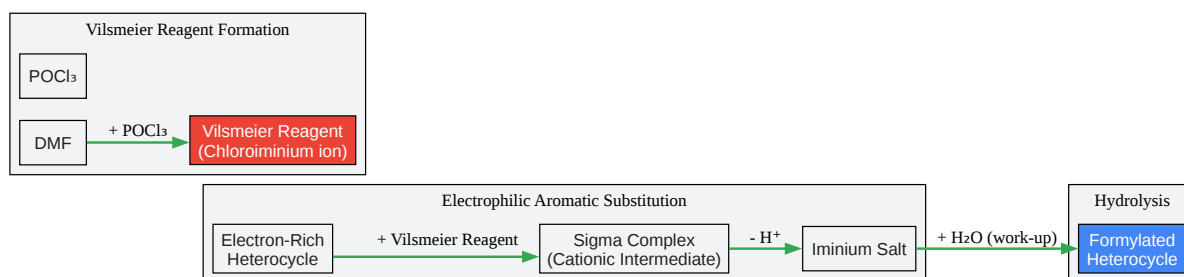 Vilsmeier Reagent Formation
POCl₃
DMF
+ POCl₃
Vilsmeier Reagent
(Chloroiminium ion)
Electrophilic Aromatic Substitution
Electron-Rich
Heterocycle
+ Vilsmeier Reagent
Sigma Complex
(Cationic Intermediate)
- H⁺
Iminium Salt
+ H2O (work-up)
Hydrolysis
Formylated
Heterocycle